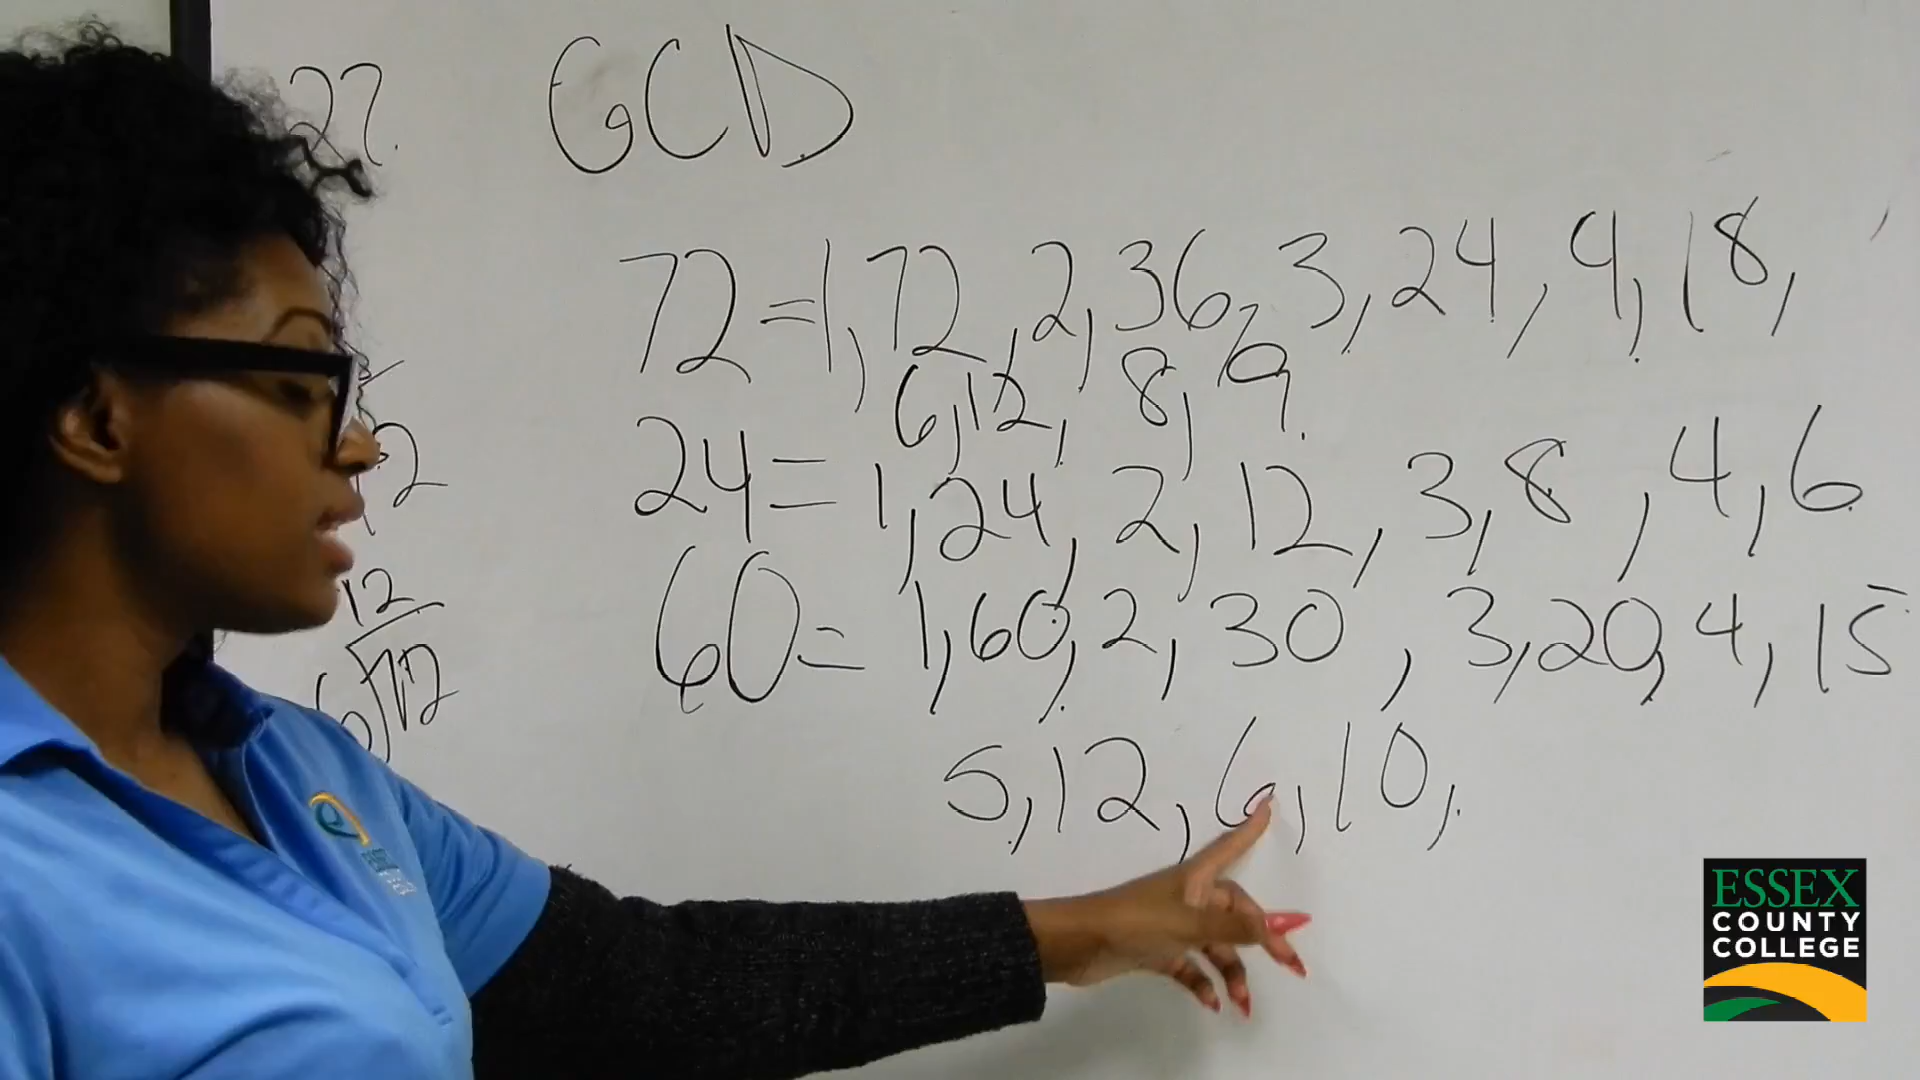 27. GCD
72=1,72,2,36,3,24,4,18,
6,12,8,9.
24=1,24,2,12,3,8,4,6
60=1,60,2,30,3,20,4,15
5,12,6,10,
12
6 72
ESSEX
COUNTY
COLLEGE